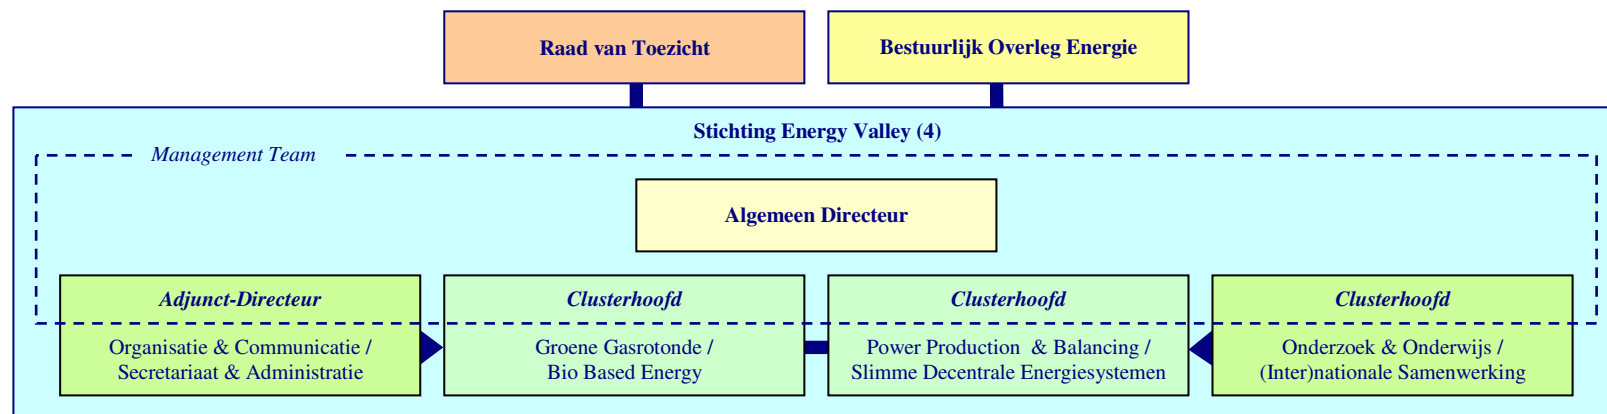 Raad van Toezicht
Bestuurlijk Overleg Energie
Stichting Energy Valley (4)
Management Team
Algemeen Directeur
Adjunct-Directeur
Organisatie & Communicatie /
Secretariaat & Administratie
Clusterhoofd
Groene Gasrotonde /
Bio Based Energy
Clusterhoofd
Power Production & Balancing /
Slimme Decentrale Energiesystemen
Clusterhoofd
Onderzoek & Onderwijs /
(Inter)nationale Samenwerking